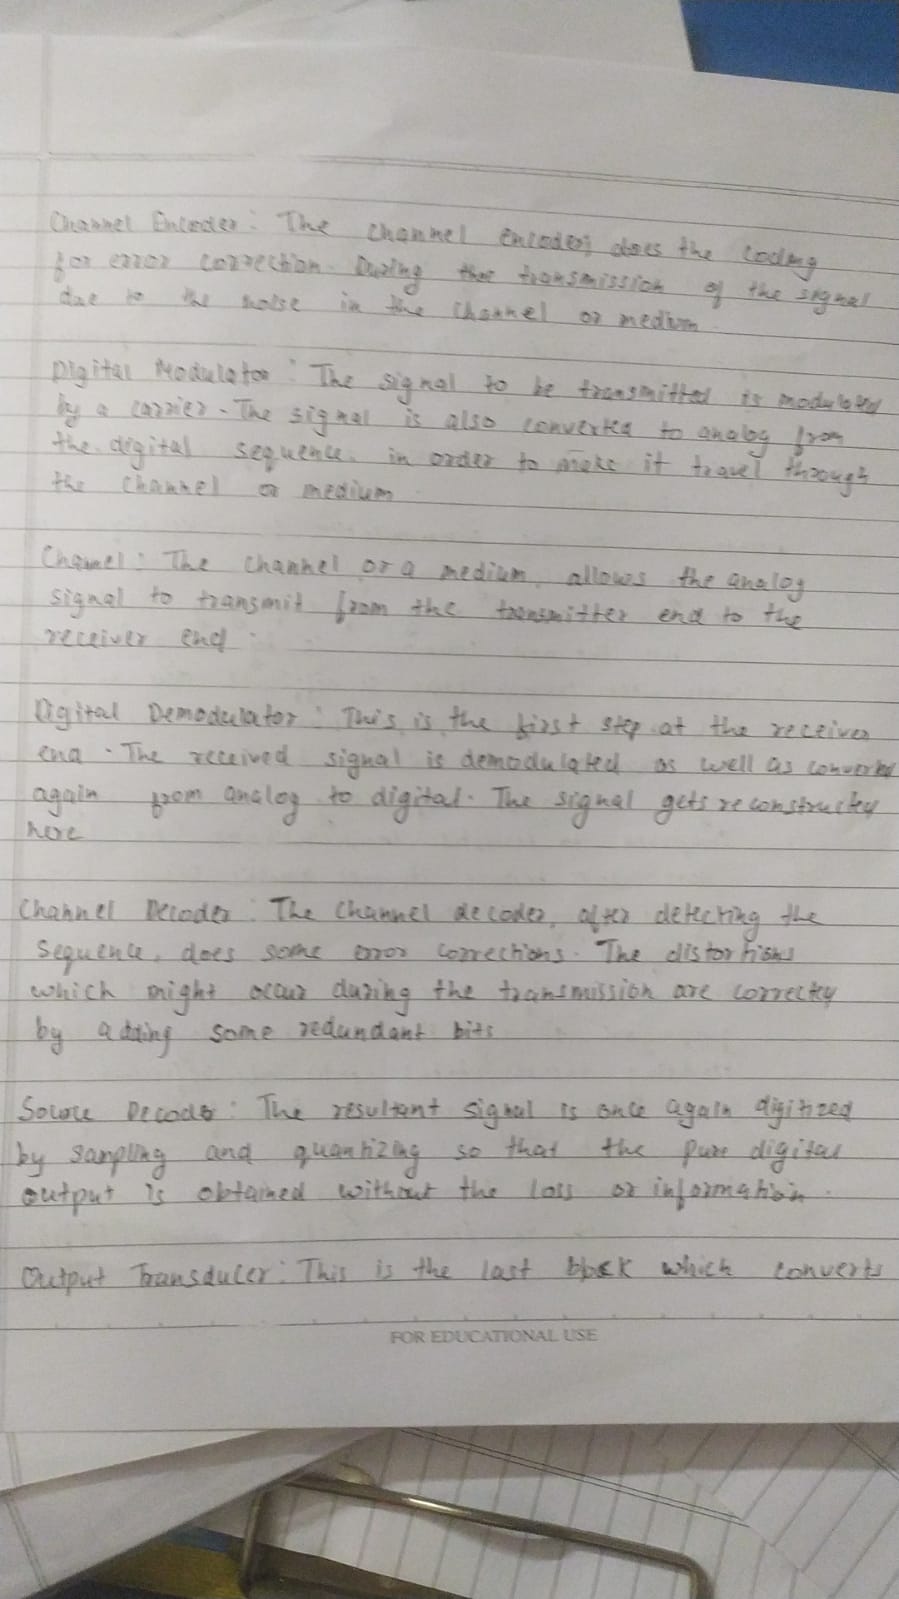 Channel Encoder: The channel encoder, does the coding
for error correction. During the transmission of the signal
due to the noise in the channel or medium.
Digital Modulator: The signal to be transmitted is modulated
by a carrier. The signal is also converted to analog from
the digital sequence. in order to make it travel through
the channel or medium
Channel: The channel or a medium, allows the analog
signal to transmit from the transmitter end to the
receiver end.
Digital Demodulator: This is the first step at the receiver
end. The received signal is demodulated as well as converted
again from analog to digital. The signal gets reconstructed
here
Channel Decoder: The channel decoder, after detecting the
sequence, does some error corrections. The distortions
which might occur during the transmission are corrected
by adding some redundant bits
Source Decoder: The resultant signal is once again digitized
by sampling and quantizing so that the pure digital
output is obtained without the loss or information.
Output Transducer: This is the last block which converts
FOR EDUCATIONAL USE